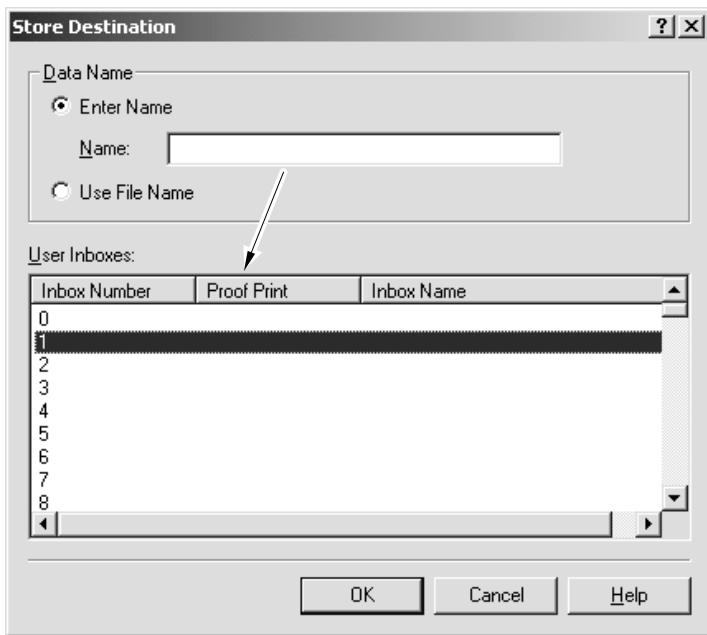 Store Destination
Data Name
Enter Name
Name:
Use File Name
User Inboxes:
Inbox Number Proof Print Inbox Name
0
1
2
3
4
5
6
7
8
OK Cancel Help